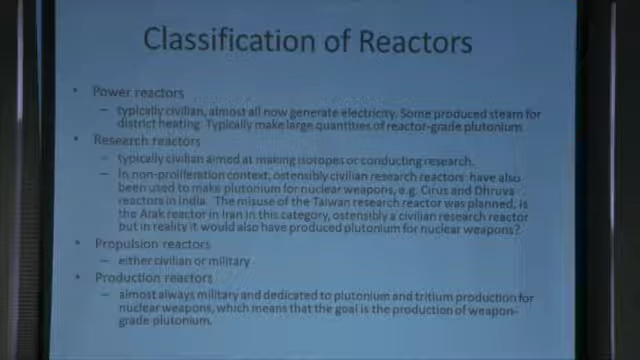 Classification of Reactors
• Power reactors
– typically civilian, almost all now generate electricity. Some produced steam for
district heating. Typically make large quantities of reactor-grade plutonium
• Research reactors
– typically civilian aimed at making isotopes or conducting research.
– In non-proliferation context, ostensibly civilian research reactors have also
been used to make plutonium for nuclear weapons, e.g. Cirus and Dhruva
reactors in India. The misuse of the Taiwan research reactor was planned. Is
the Arak reactor in Iran in this category, ostensibly a civilian research reactor
but in reality it would also have produced plutonium for nuclear weapons?
• Propulsion reactors
– either civilian or military
• Production reactors
– almost always military and dedicated to plutonium and tritium production for
nuclear weapons, which means that the goal is the production of weapon-
grade plutonium.